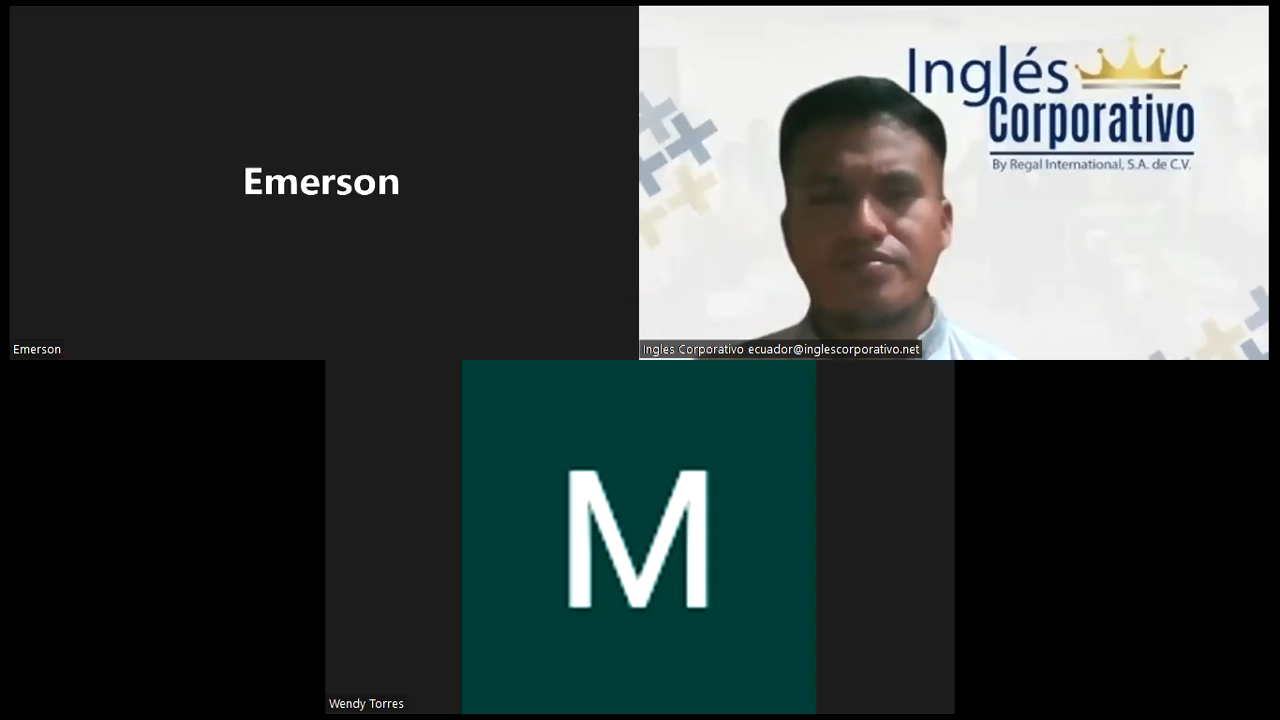 Emerson
Emerson
Inglés
Corporativo
By Regal International, S.A. de C.V.
Ingles Corporativo ecuador@inglescorporativo.net
M
Wendy Torres